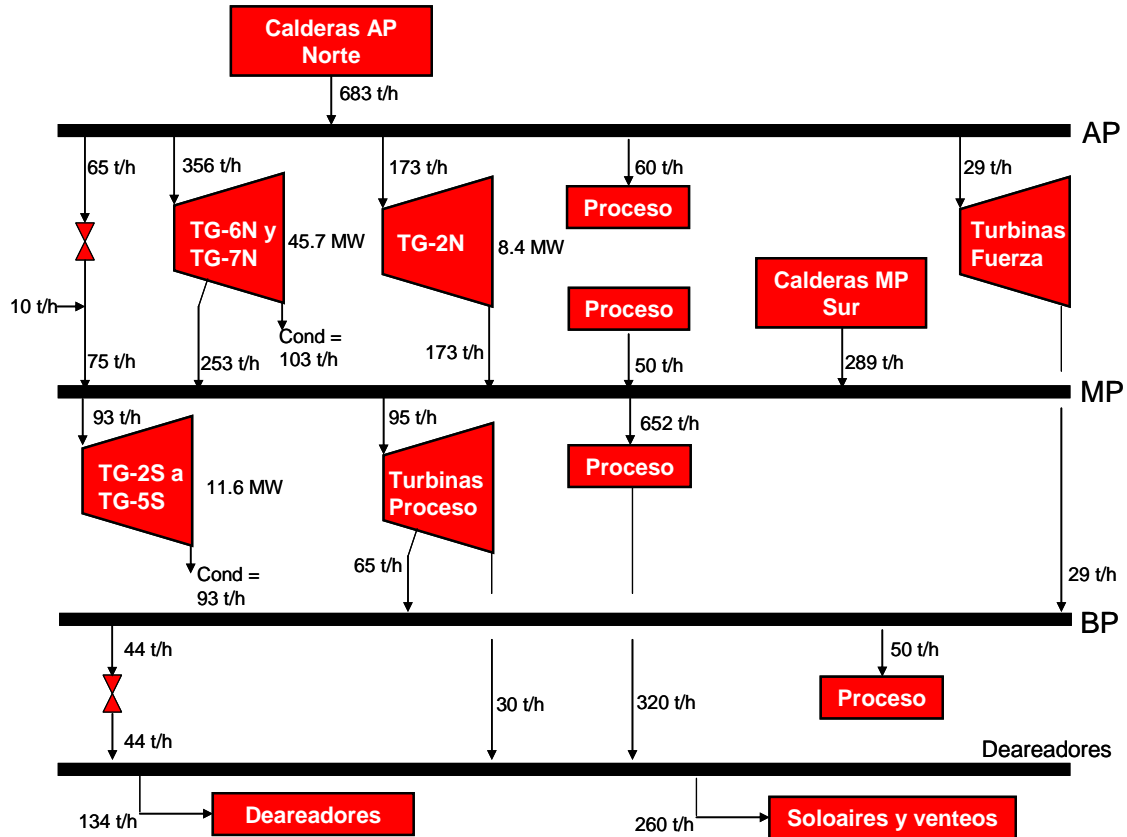 Calderas AP
Norte
683 t/h
AP
65 t/h
356 t/h
173 t/h
60 t/h
29 t/h
Proceso
TG-6N y
TG-7N
45.7 MW
TG-2N
8.4 MW
Turbinas
Fuerza
Calderas MP
Sur
10 t/h
Proceso
Cond =
103 t/h
75 t/h
253 t/h
173 t/h
50 t/h
289 t/h
MP
93 t/h
95 t/h
652 t/h
TG-2S a
TG-5S
11.6 MW
Turbinas
Proceso
Proceso
65 t/h
Cond =
93 t/h
29 t/h
BP
44 t/h
50 t/h
30 t/h
320 t/h
Proceso
44 t/h
Deareadores
134 t/h
Deareadores
260 t/h
Soloaires y venteos